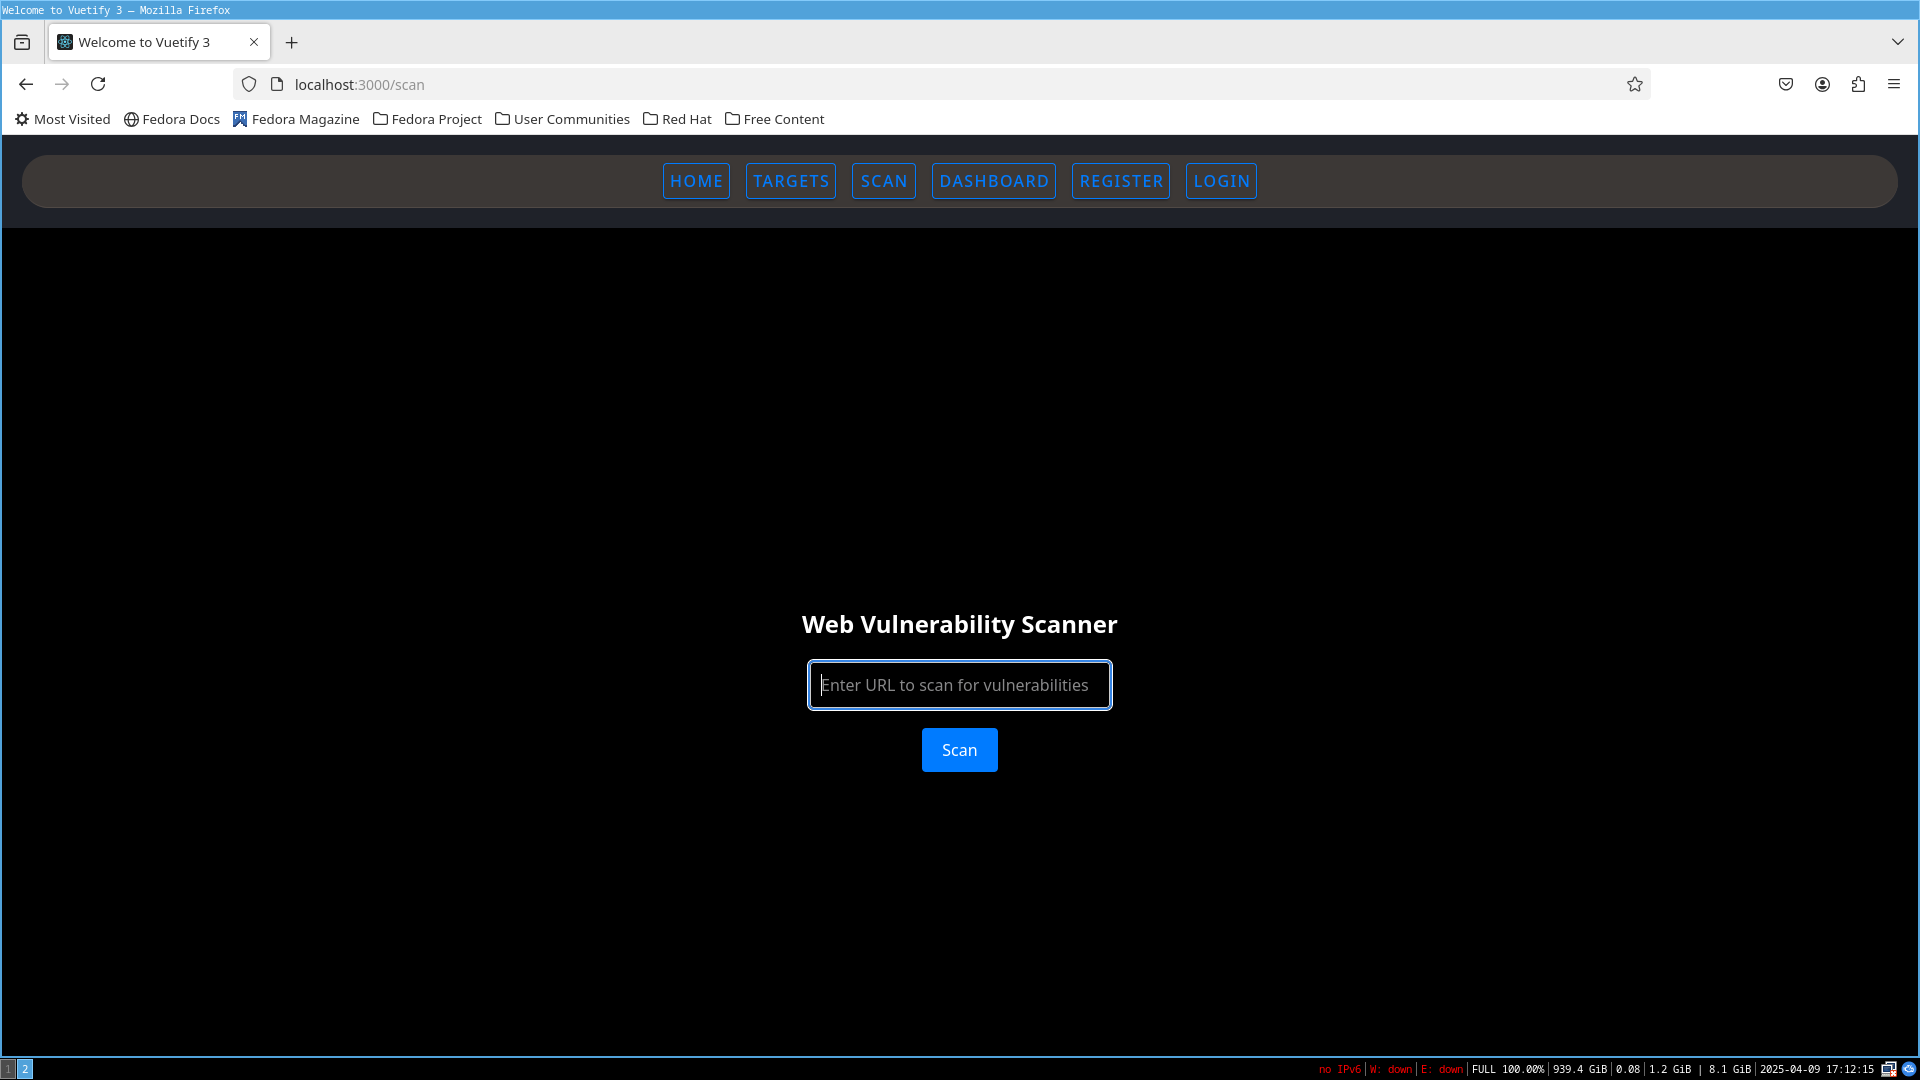 Welcome to Vuetify 3 — Mozilla Firefox
Welcome to Vuetify 3
localhost:3000/scan
Most Visited Fedora Docs FM Fedora Magazine Fedora Project User Communities Red Hat Free Content
HOME TARGETS SCAN DASHBOARD REGISTER LOGIN
Web Vulnerability Scanner
Enter URL to scan for vulnerabilities
Scan
1 2 no IPv6 | W: down | E: down | FULL 100.00% | 939.4 GiB | 0.08 | 1.2 GiB | 8.1 GiB | 2025-04-09 17:12:15